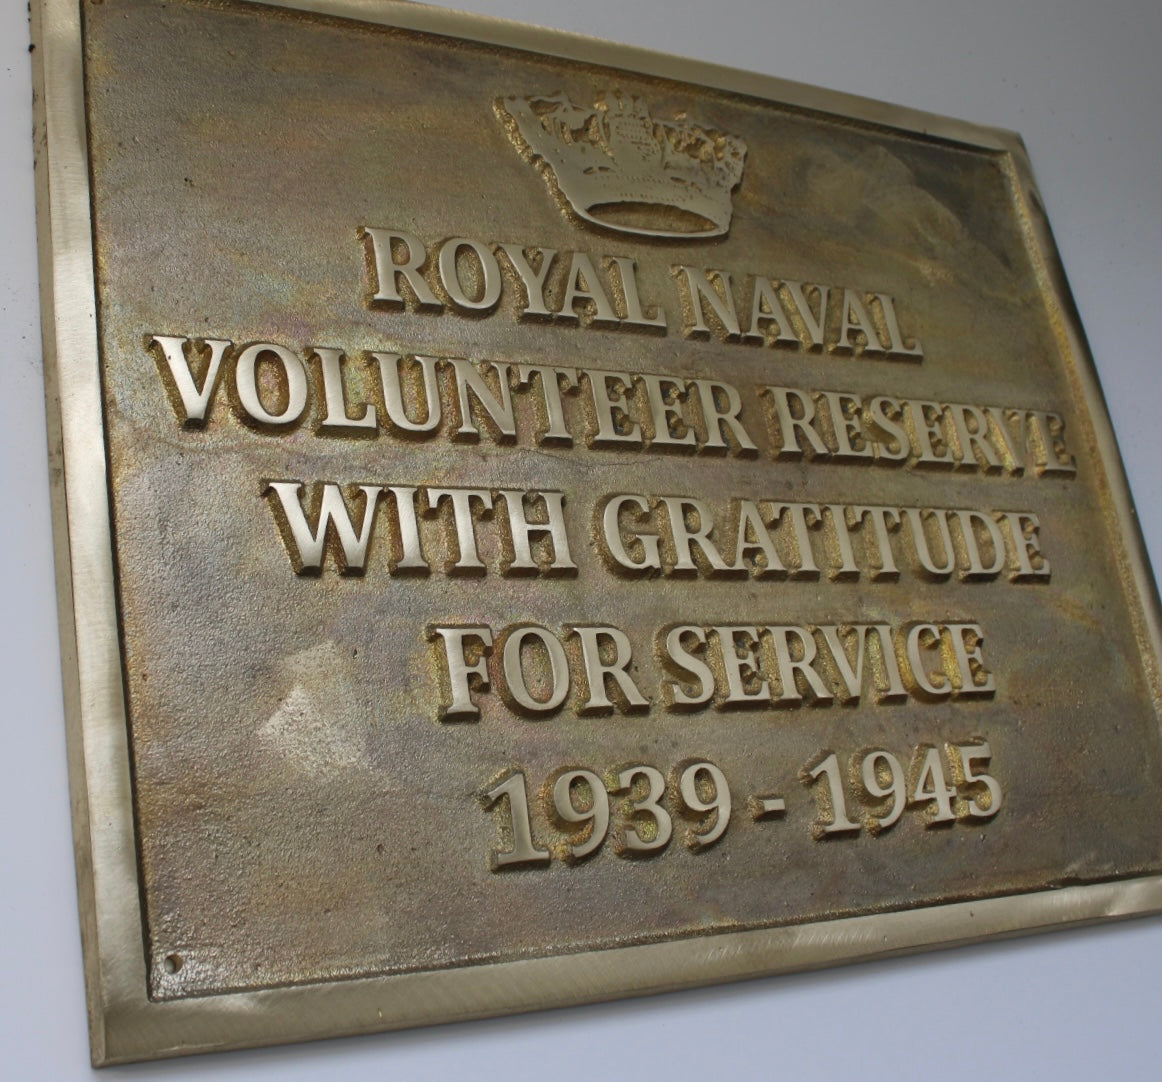 ROYAL NAVAL
VOLUNTEER RESERVE
WITH GRATITUDE
FOR SERVICE
1939 - 1945